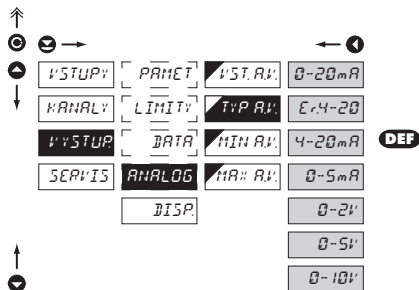 VSTUPY PAMET VST. A.V. 0-20mA
KANALY LIMITY TYP A.V. Er.4-20
VYSTUP. DATA MIN A.V. 4-20mA DEF
SERVIS ANALOG MAX A.V. 0-5mA
DISP. 0-2V
0-5V
0-10V